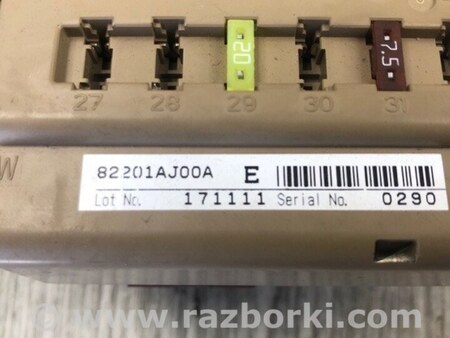 20
7.5
27 28 29 30 31
W
82201AJ00A E
Lot No. 171111 Serial No. 0290
© www.razborki.com